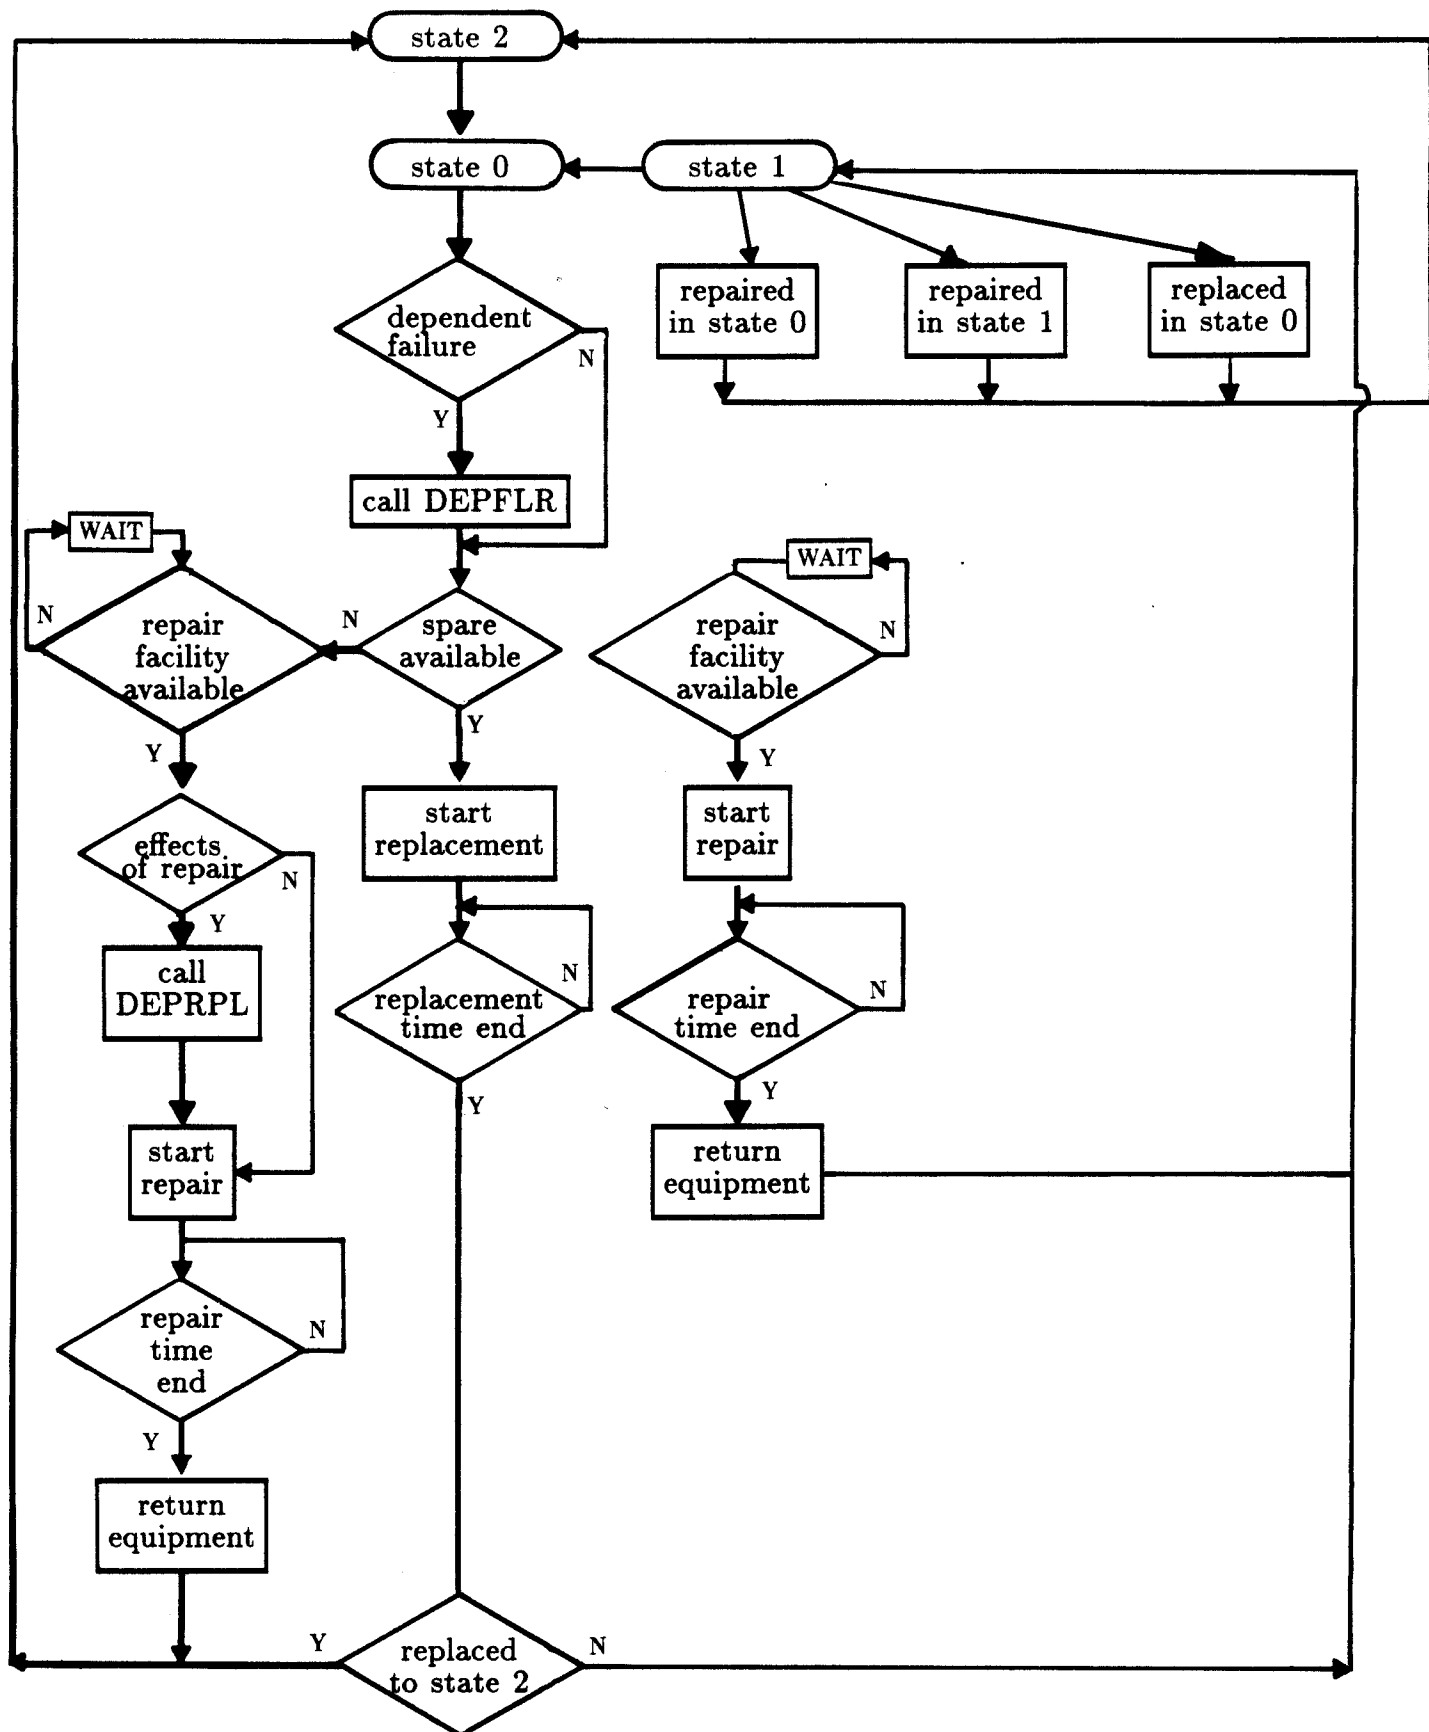 state 2
state 0
state 1
repaired
in state 0
repaired
in state 1
replaced
in state 0
dependent
failure
N
Y
call DEPFLR
WAIT
N
repair
facility
available
N
spare
available
WAIT
N
repair
facility
available
Y
Y
Y
effects
of repair
N
Y
start
replacement
start
repair
call
DEPRPL
replacement
time end
N
Y
repair
time end
N
Y
start
repair
return
equipment
repair
time
end
N
Y
return
equipment
Y
replaced
to state 2
N